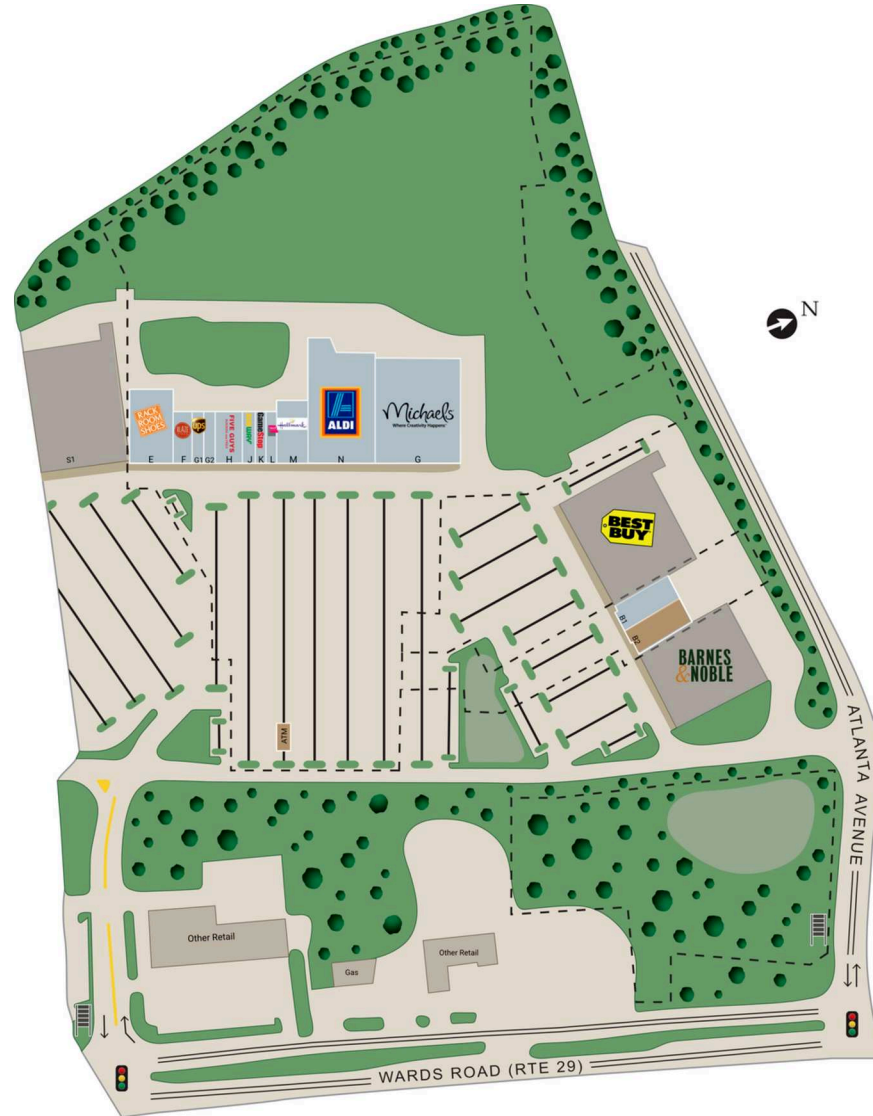 N
RACK
ROOM
SHOES
ups
FIVE GUYS
GameStop
Hallmark
ALDI
Michaels
Where Creativity Happens®
S1
E
F
G1
G2
H
J
K
L
M
N
G
BEST
BUY
B1
B2
BARNES
&NOBLE
ATM
ATLANTA AVENUE
Other Retail
Gas
Other Retail
WARDS ROAD (RTE 29)